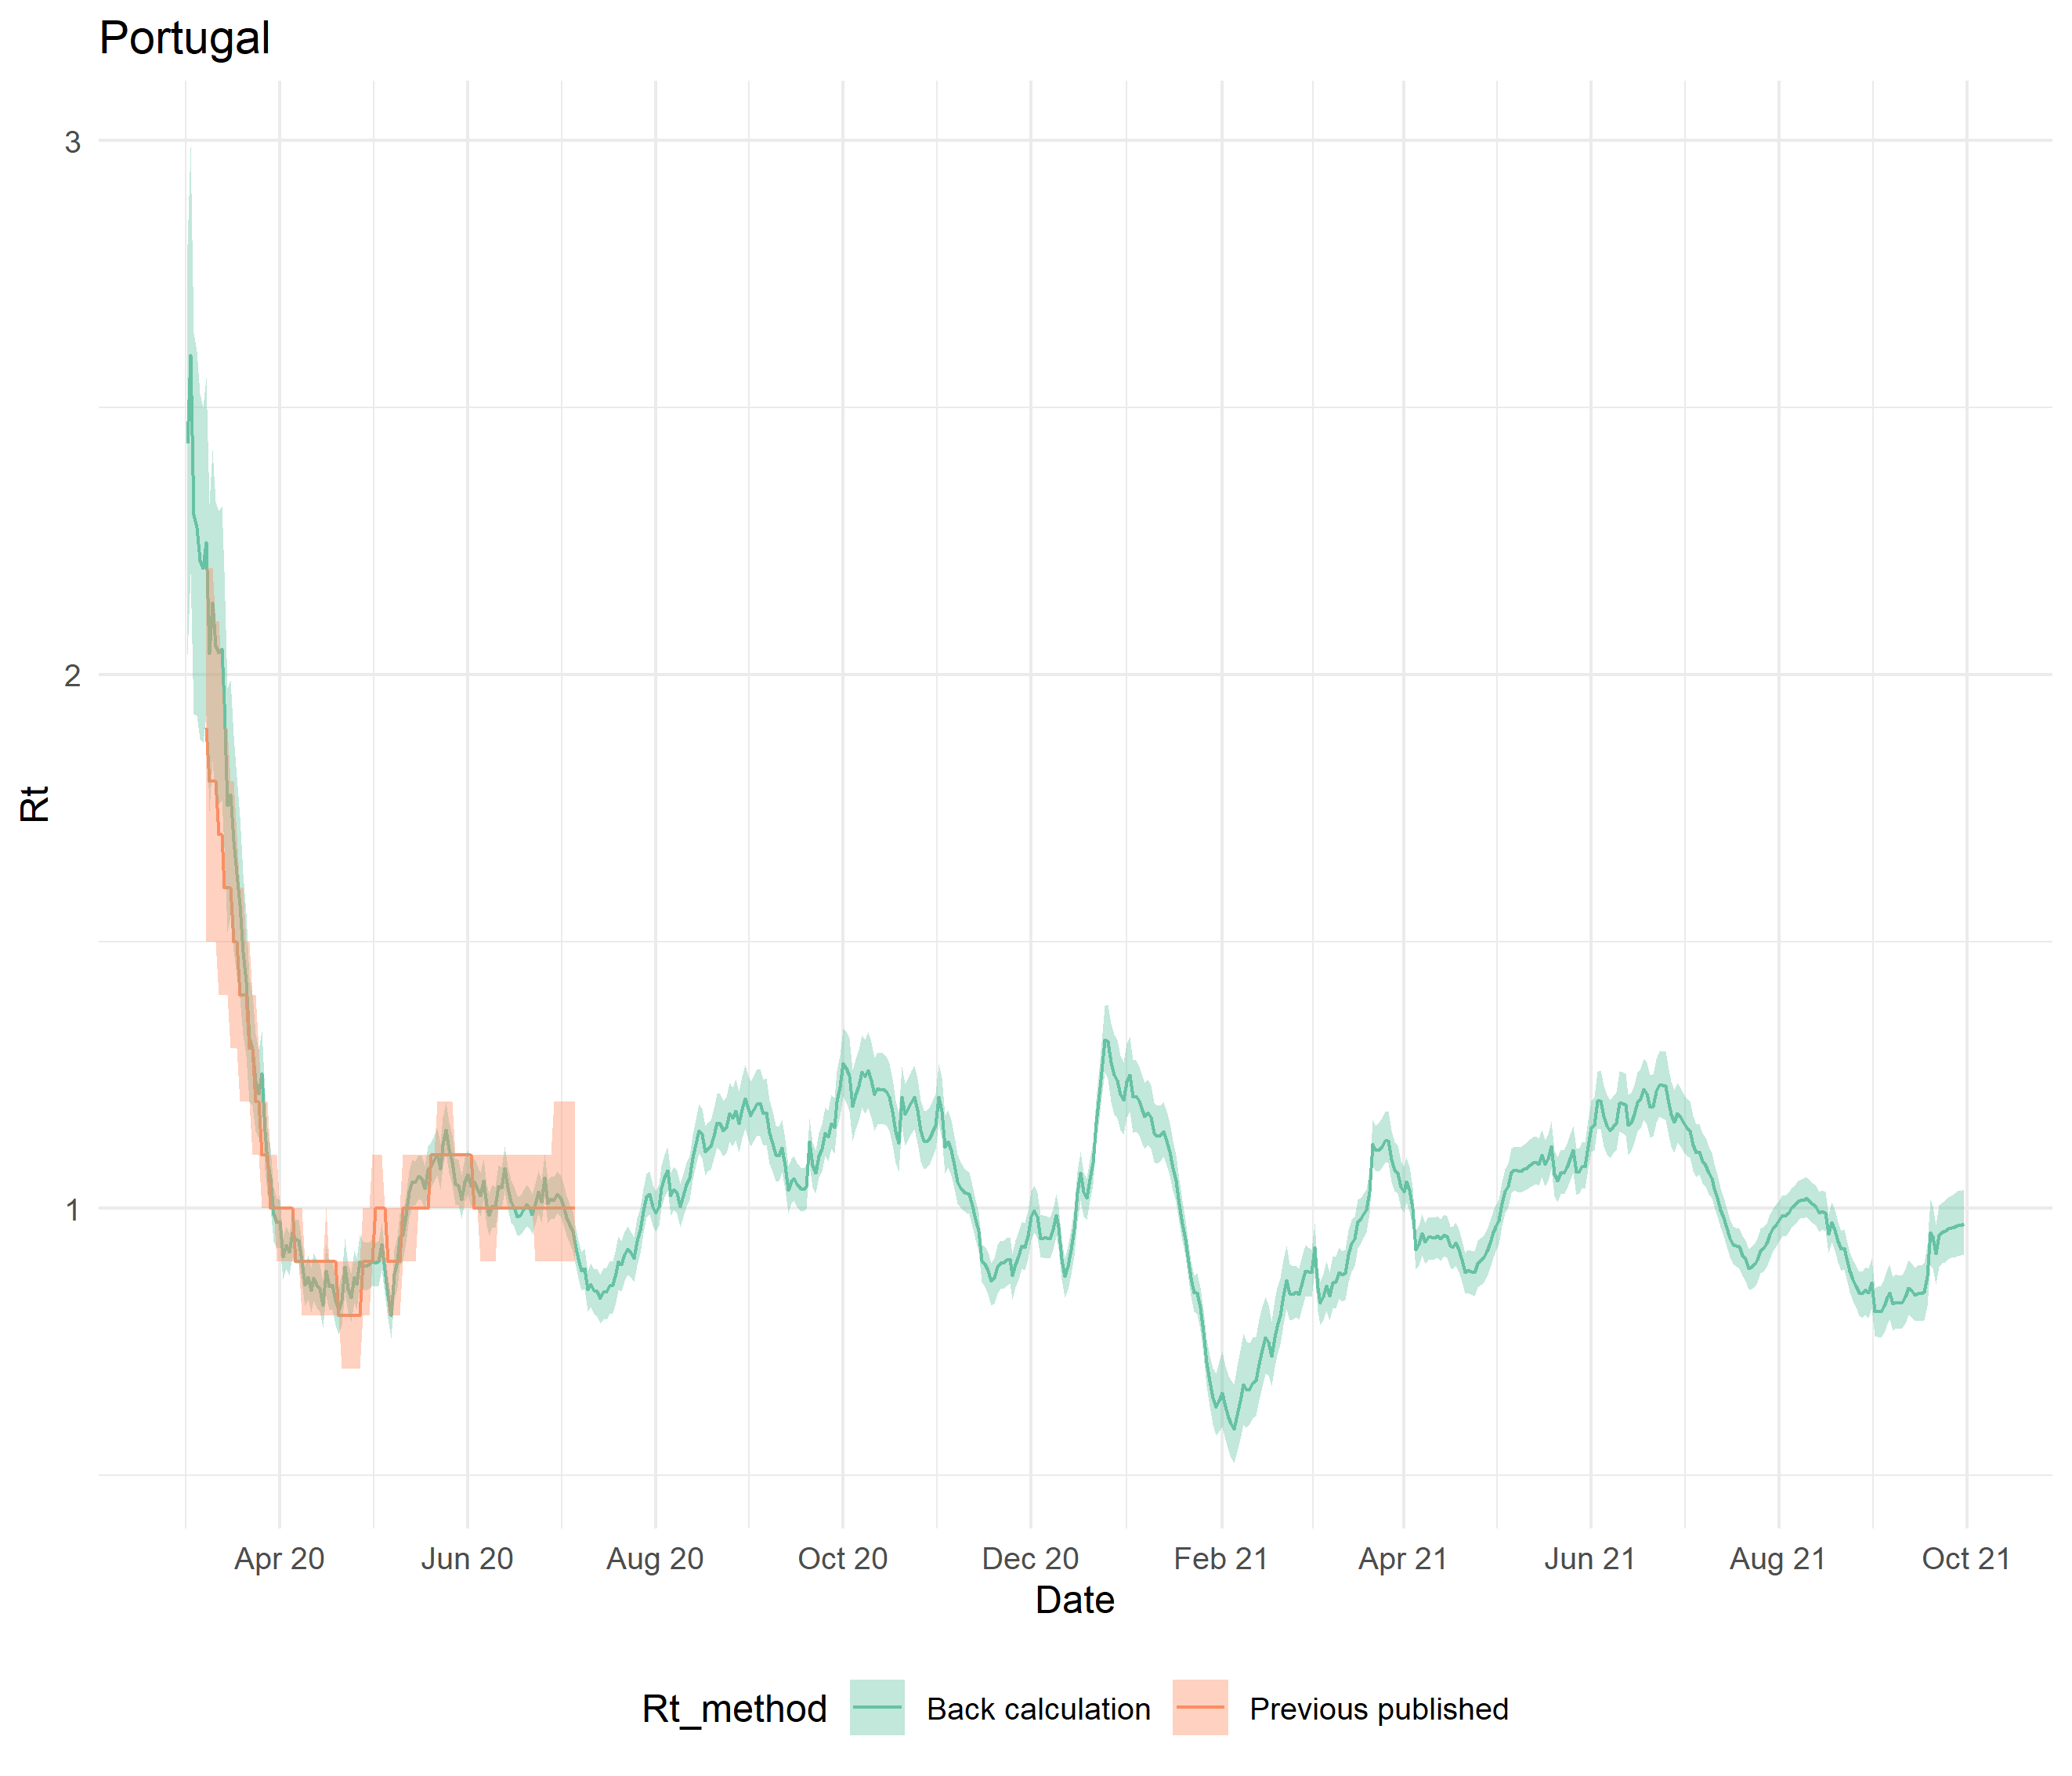 Portugal
3
2
1
Rt
Apr 20 Jun 20 Aug 20 Oct 20 Dec 20 Feb 21 Apr 21 Jun 21 Aug 21 Oct 21
Date
Rt_method Back calculation Previous published